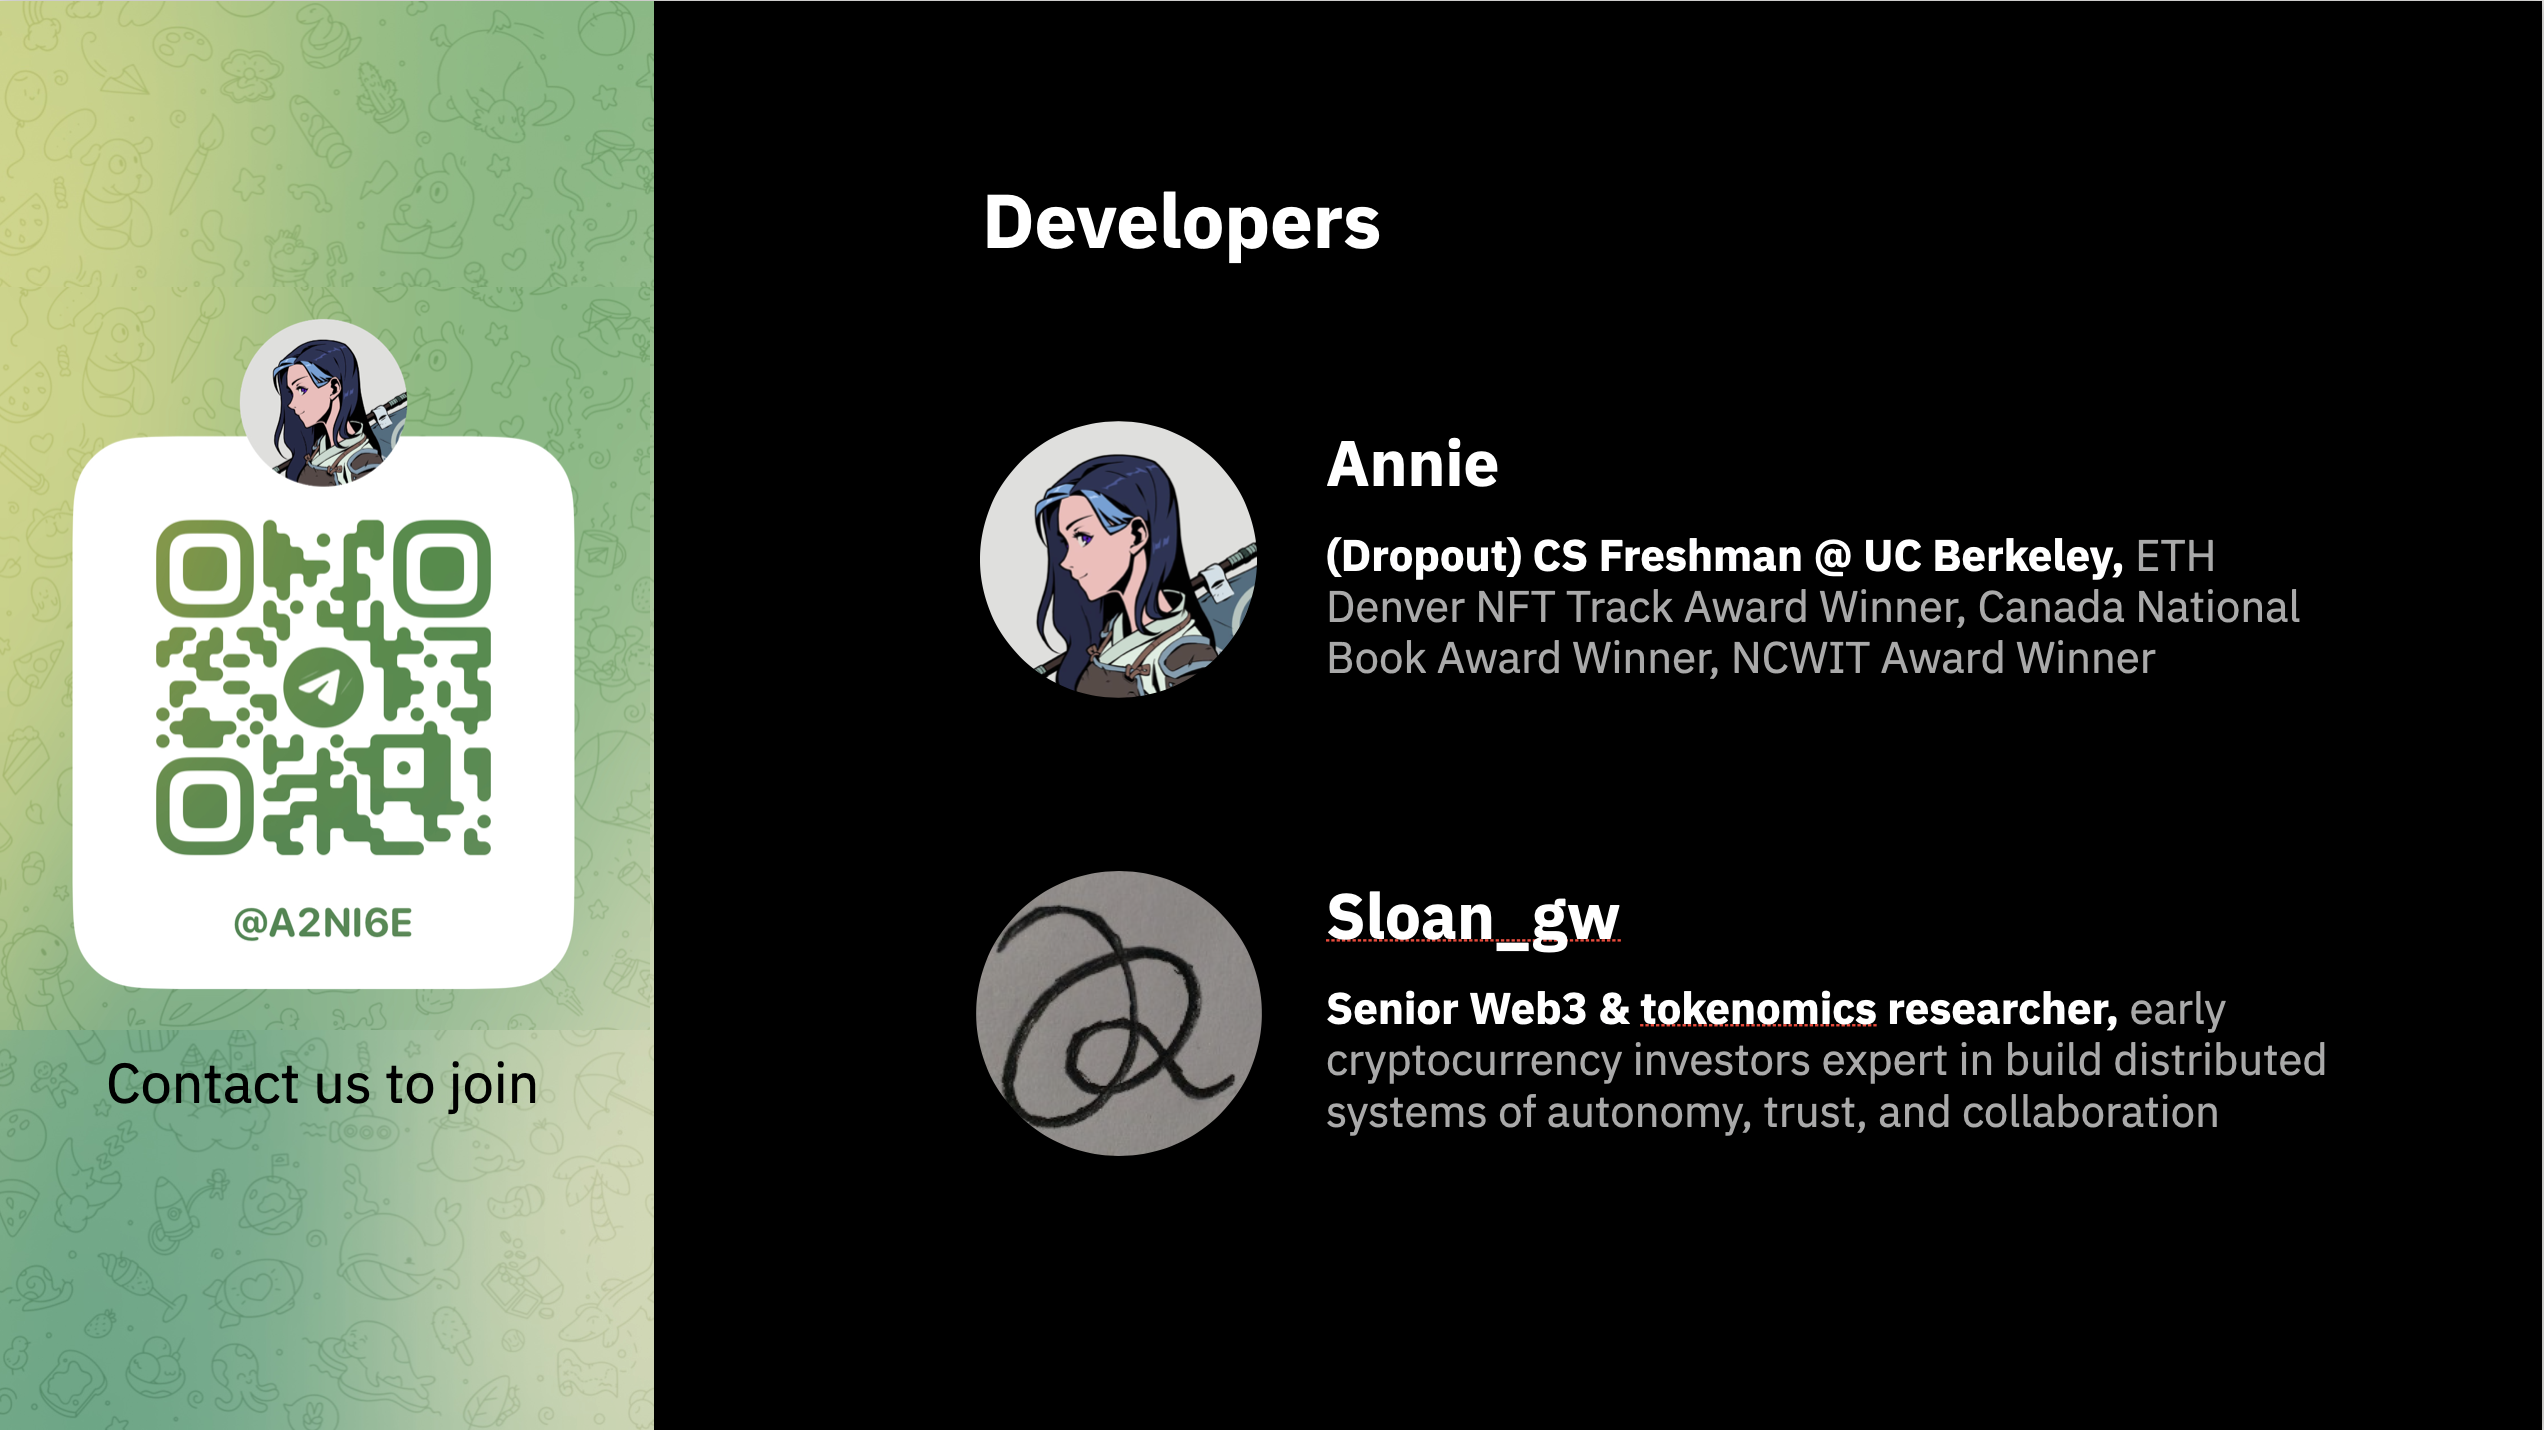 @A2NI6E
Contact us to join
Developers
Annie
(Dropout) CS Freshman @ UC Berkeley, ETH
Denver NFT Track Award Winner, Canada National
Book Award Winner, NCWIT Award Winner
Sloan_gw
Senior Web3 & tokenomics researcher, early
cryptocurrency investors expert in build distributed
systems of autonomy, trust, and collaboration